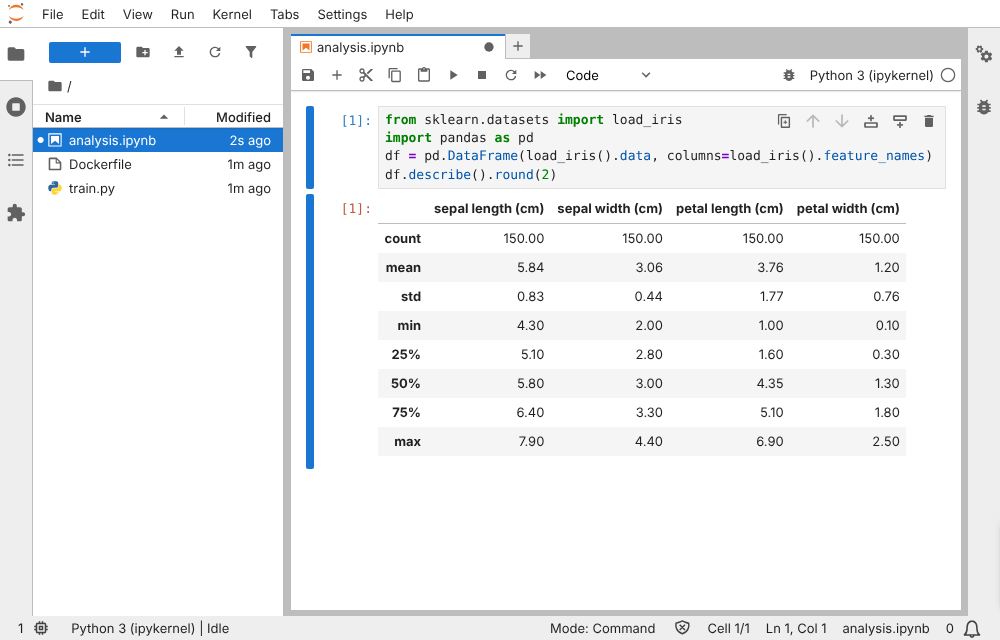 File Edit View Run Kernel Tabs Settings Help
+
/
Name Modified
analysis.ipynb 2s ago
Dockerfile 1m ago
train.py 1m ago
analysis.ipynb
Code
Python 3 (ipykernel)
[1]:
from sklearn.datasets import load_iris
import pandas as pd
df = pd.DataFrame(load_iris().data, columns=load_iris().feature_names)
df.describe().round(2)
[1]:
sepal length (cm) sepal width (cm) petal length (cm) petal width (cm)
count 150.00 150.00 150.00 150.00
mean 5.84 3.06 3.76 1.20
std 0.83 0.44 1.77 0.76
min 4.30 2.00 1.00 0.10
25% 5.10 2.80 1.60 0.30
50% 5.80 3.00 4.35 1.30
75% 6.40 3.30 5.10 1.80
max 7.90 4.40 6.90 2.50
1 Python 3 (ipykernel) | Idle Mode: Command Cell 1/1 Ln 1, Col 1 analysis.ipynb 0